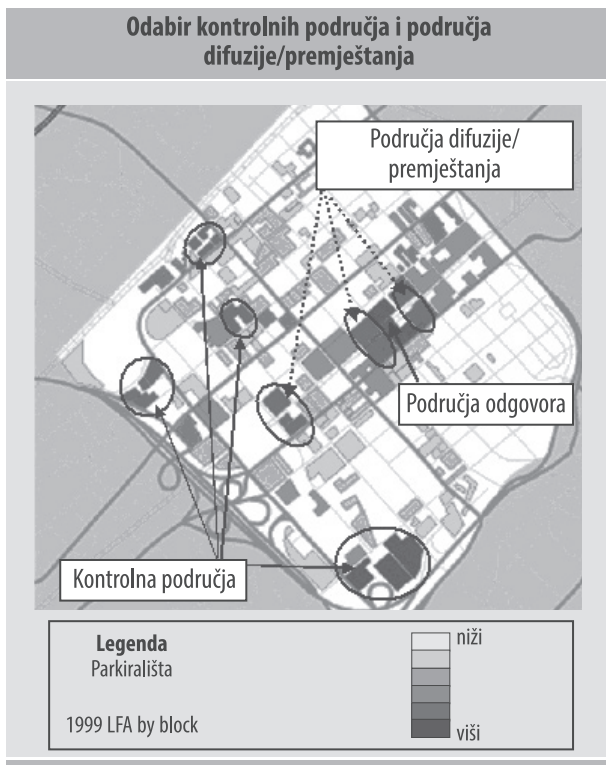 Odabir kontrolnih područja i područja
difuzije/premještanja
Područja difuzije/
premještanja
Područja odgovora
Kontrolna područja
Legenda
Parkirališta
1999 LFA by block
niži
viši